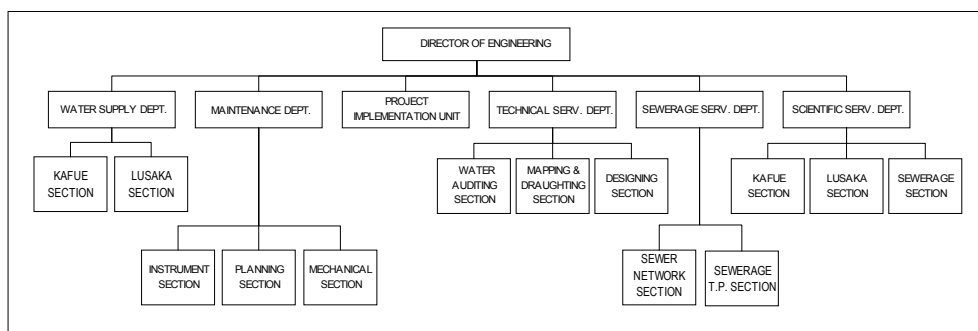 DIRECTOR OF ENGINEERING
WATER SUPPLY DEPT.
MAINTENANCE DEPT.
PROJECT
IMPLEMENTATION UNIT
TECHNICAL SERV. DEPT.
SEWERAGE SERV. DEPT.
SCIENTIFIC SERV. DEPT.
KAFUE
SECTION
LUSAKA
SECTION
WATER
AUDITING
SECTION
MAPPING &
DRAUGHTING
SECTION
DESIGNING
SECTION
KAFUE
SECTION
LUSAKA
SECTION
SEWERAGE
SECTION
INSTRUMENT
SECTION
PLANNING
SECTION
MECHANICAL
SECTION
SEWER
NETWORK
SECTION
SEWERAGE
T.P. SECTION